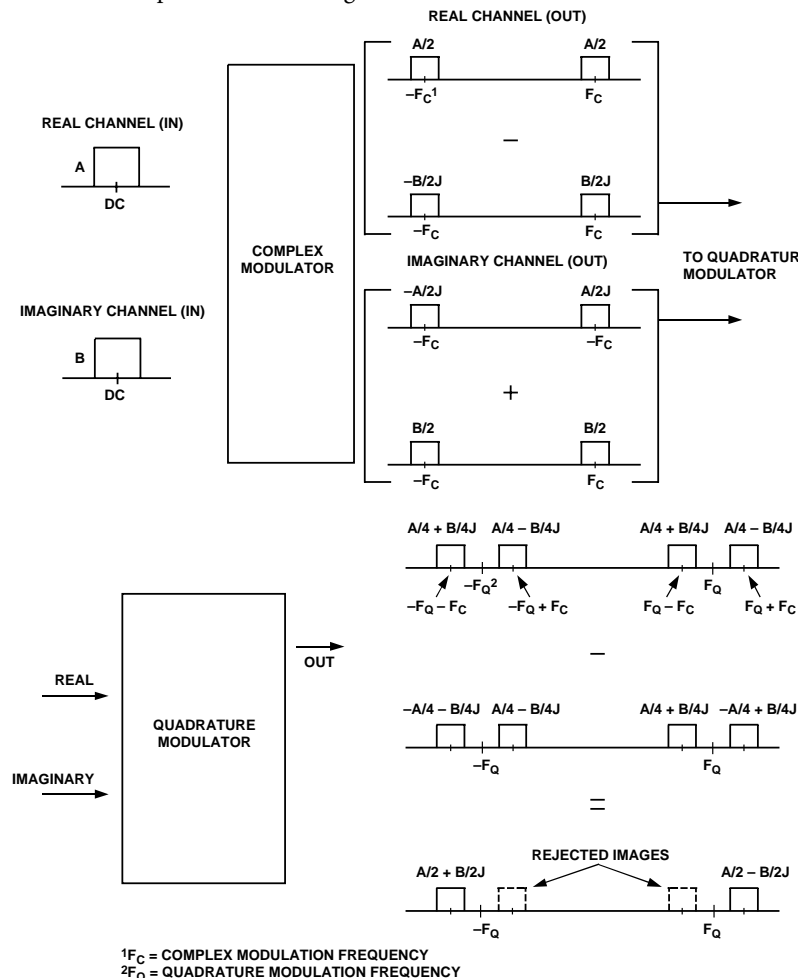 REAL CHANNEL (OUT)
A/2 A/2
–FC1 FC
REAL CHANNEL (IN)
A
DC
–
–B/2J B/2J
–FC FC
COMPLEX
MODULATOR
TO QUADRATURE
MODULATOR
IMAGINARY CHANNEL (OUT)
–A/2J A/2J
–FC –FC
IMAGINARY CHANNEL (IN)
B
DC
+
B/2 B/2
–FC FC
A/4 + B/4J A/4 – B/4J A/4 + B/4J A/4 – B/4J
–FQ2 FQ
–FQ – FC –FQ + FC FQ – FC FQ + FC
OUT
–
REAL
QUADRATURE
MODULATOR
IMAGINARY
–A/4 – B/4J A/4 – B/4J A/4 + B/4J –A/4 + B/4J
–FQ FQ
=
REJECTED IMAGES
A/2 + B/2J A/2 – B/2J
–FQ FQ
1FC = COMPLEX MODULATION FREQUENCY
2FQ = QUADRATURE MODULATION FREQUENCY